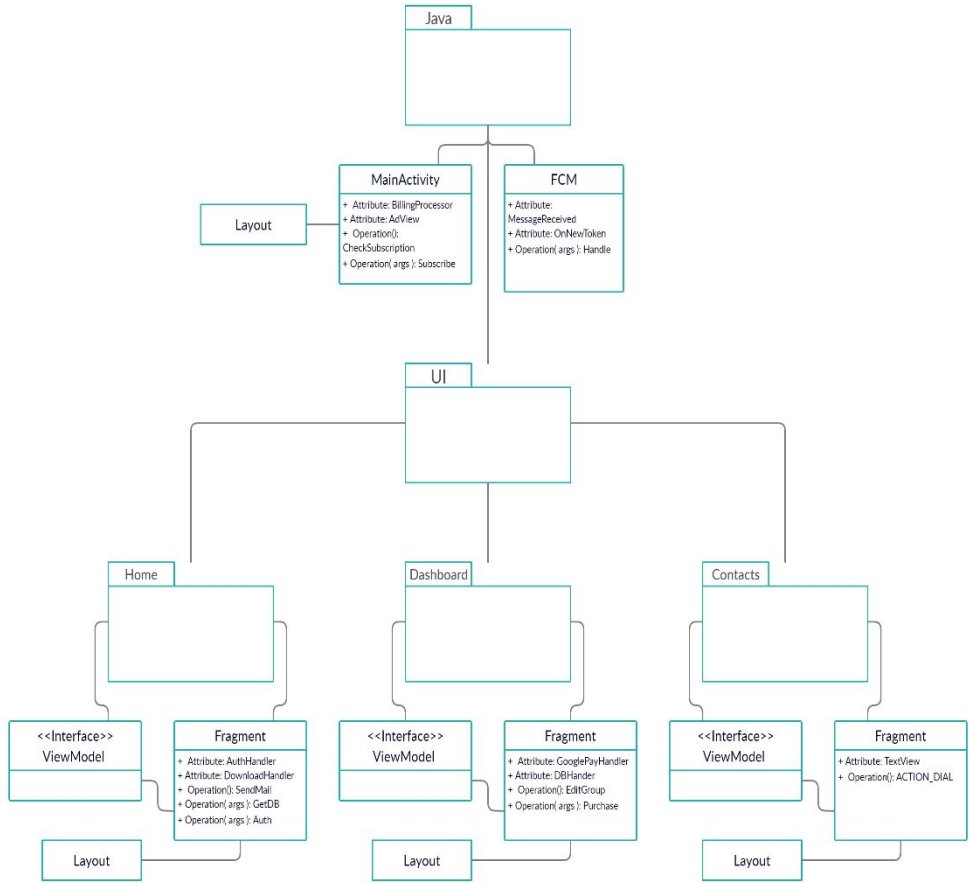 Java
MainActivity
+ Attribute: BillingProcessor
+ Attribute: AdView
+ Operation():
CheckSubscription
+ Operation( args ): Subscribe
FCM
+ Attribute:
MessageReceived
+ Attribute: OnNewToken
+ Operation( args ): Handle
Layout
UI
Home
Dashboard
Contacts
<<Interface>>
ViewModel
Fragment
+ Attribute: AuthHandler
+ Attribute: DownloadHandler
+ Operation(): SendMail
+ Operation( args ): GetDB
+ Operation( args ): Auth
Layout
<<Interface>>
ViewModel
Fragment
+ Attribute: GooglePayHandler
+ Attribute: DBHander
+ Operation(): EditGroup
+ Operation( args ): Purchase
Layout
<<Interface>>
ViewModel
Fragment
+ Attribute: TextView
+ Operation(): ACTION_DIAL
Layout